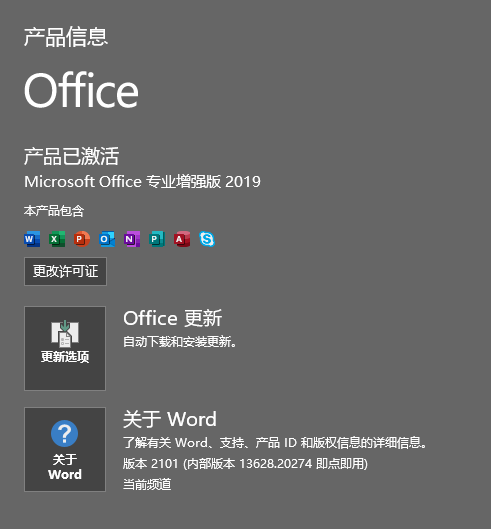 产品信息
Office
产品已激活
Microsoft Office 专业增强版 2019
本产品包含
W X P O N P A S
更改许可证
Office 更新
自动下载和安装更新。
更新选项
关于 Word
了解有关 Word、支持、产品 ID 和版权信息的详细信息。
版本 2101 (内部版本 13628.20274 即点即用)
当前频道
?
关于
Word